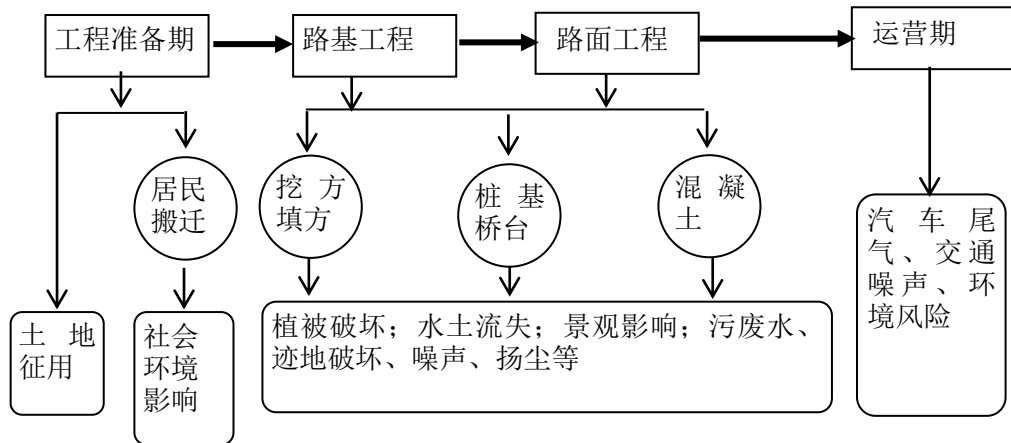 工程准备期
路基工程
路面工程
运营期
居民
搬迁
挖方
填方
桩基
桥台
混凝
土
土地
征用
社会
环境
影响
植被破坏；水土流失；景观影响；污废水、
迹地破坏、噪声、扬尘等
汽车尾
气、交通
噪声、环
境风险